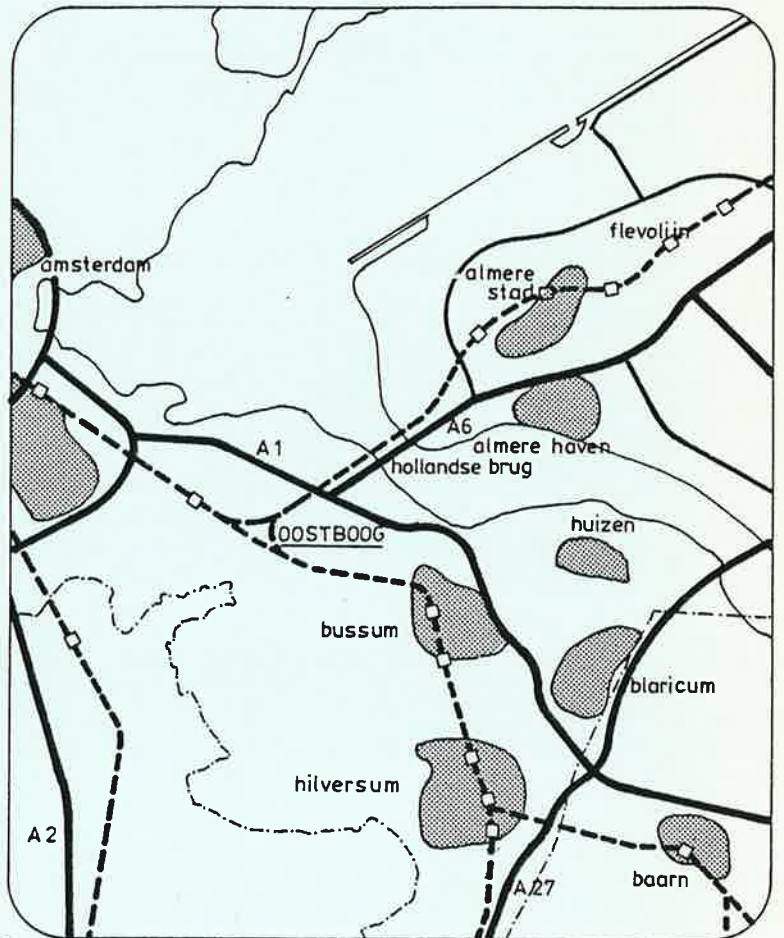 flevolijn
amsterdam
almere
stad
A6
A1
almere haven
hollandse brug
huizen
OOSTBOOG
bussum
blaricum
hilversum
A2
baarn
A27